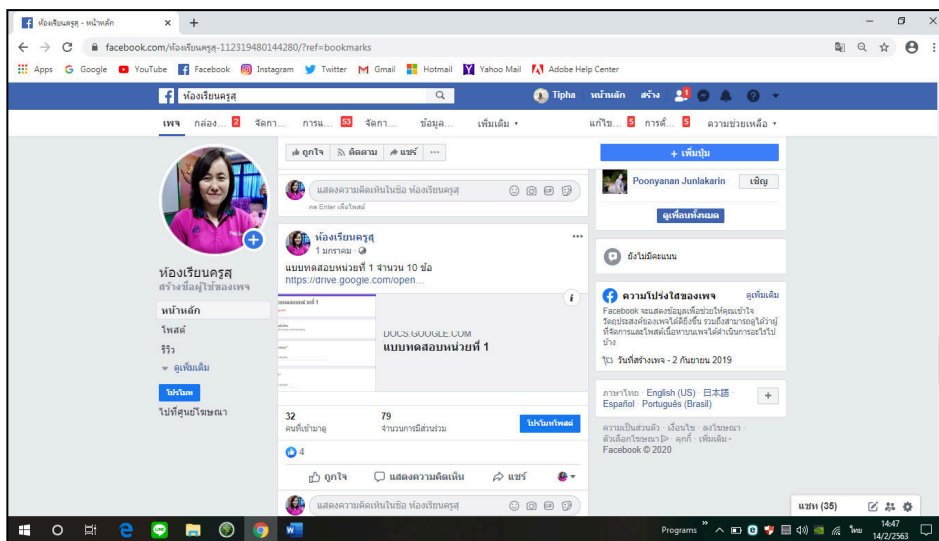 ห้องเรียนครูสุ - หน้าหลัก
facebook.com/ห้องเรียนครูสุ-112319480144280/?ref=bookmarks
Apps Google YouTube Facebook Instagram Twitter Gmail Hotmail Yahoo Mail Adobe Help Center
ห้องเรียนครูสุ
Tipha หน้าหลัก สร้าง 1
เพจ กล่อง... 2 จัดกา... การแ... 53 จัดกา... ข้อมูล... เพิ่มเติม แก้ไข... 5 การตั้... 5 ความช่วยเหลือ
ถูกใจ ติดตาม แชร์ ...
+ เพิ่มปุ่ม
แสดงความคิดเห็นในชื่อ ห้องเรียนครูสุ
กด Enter เพื่อโพสต์
Poonyanan Junlakarin เชิญ
ดูเพื่อนทั้งหมด
ห้องเรียนครูสุ
1 มกราคม ·
แบบทดสอบหน่วยที่ 1 จำนวน 10 ข้อ
https://drive.google.com/open...
DOCS.GOOGLE.COM
แบบทดสอบหน่วยที่ 1
32 79
คนที่เข้ามาดู จำนวนการมีส่วนร่วม
โปรโมทโพสต์
4
ถูกใจ แสดงความคิดเห็น แชร์
แสดงความคิดเห็นในชื่อ ห้องเรียนครูสุ
ห้องเรียนครูสุ
สร้างชื่อผู้ใช้ของเพจ
หน้าหลัก
โพสต์
รีวิว
ดูเพิ่มเติม
โปรโมท
ไปที่ศูนย์โฆษณา
ยังไม่มีคะแนน
ความโปร่งใสของเพจ ดูเพิ่มเติม
Facebook จะแสดงข้อมูลเพื่อช่วยให้คุณเข้าใจ
วัตถุประสงค์ของเพจได้ดียิ่งขึ้น รวมถึงสามารถดูได้ว่าผู้
ที่จัดการและโพสต์เนื้อหาบนเพจได้ดำเนินการอะไรไป
บ้าง
วันที่สร้างเพจ - 2 กันยายน 2019
ภาษาไทย · English (US) · 日本語 ·
Español · Português (Brasil)
ความเป็นส่วนตัว · เงื่อนไข · ลงโฆษณา ·
ตัวเลือกโฆษณา · คุกกี้ · เพิ่มเติม
Facebook © 2020
แชท (35)
Programs
ไทย
14:47
14/2/2563